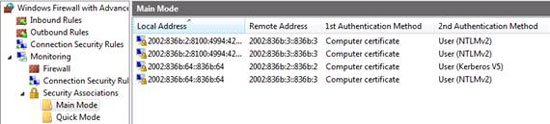 Windows Firewall with Advanc
Inbound Rules
Outbound Rules
Connection Security Rules
Monitoring
Firewall
Connection Security Rules
Security Associations
Main Mode
Quick Mode
Main Mode
Local Address Remote Address 1st Authentication Method 2nd Authentication Method
2002:836b:2:8100:4994:42... 2002:836b:3::836b:3 Computer certificate User (NTLMv2)
2002:836b:2:8100:4994:42... 2002:836b:3::836b:3 Computer certificate User (NTLMv2)
2002:836b:64::836b:64 2002:836b:2::836b:2 Computer certificate User (Kerberos V5)
2002:836b:64::836b:64 2002:836b:3::836b:3 Computer certificate User (NTLMv2)